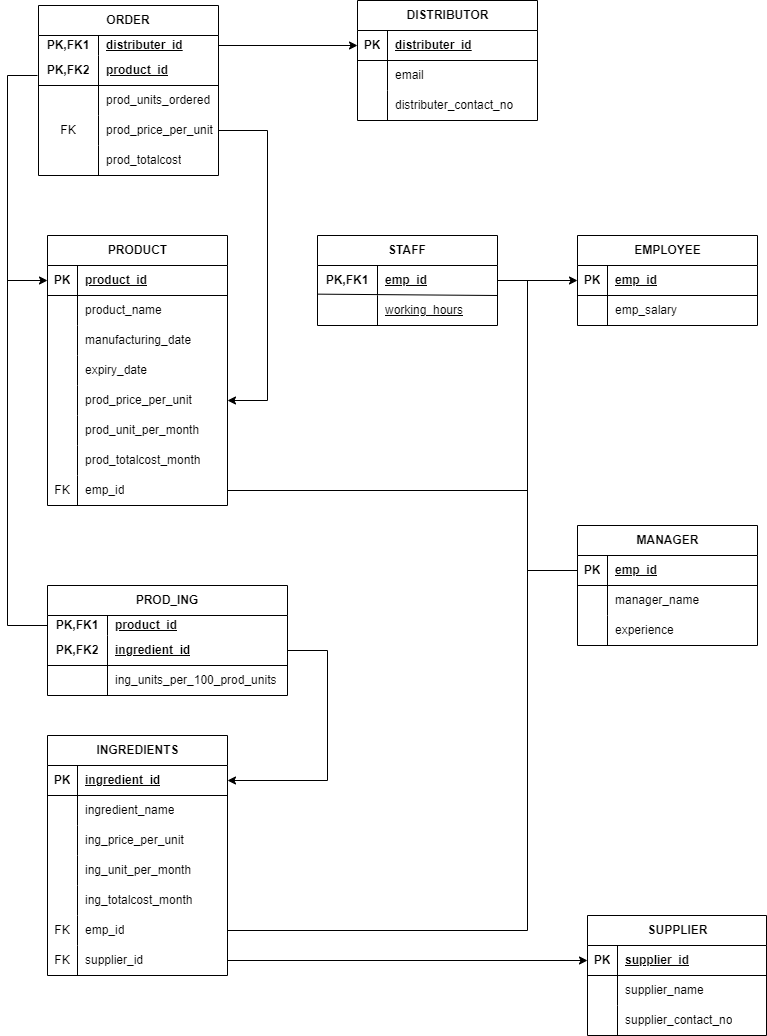 ORDER
PK,FK1 distributer_id
PK,FK2 product_id
prod_units_ordered
FK prod_price_per_unit
prod_totalcost
DISTRIBUTOR
PK distributer_id
email
distributer_contact_no
PRODUCT
PK product_id
product_name
manufacturing_date
expiry_date
prod_price_per_unit
prod_unit_per_month
prod_totalcost_month
FK emp_id
STAFF
PK,FK1 emp_id
working_hours
EMPLOYEE
PK emp_id
emp_salary
MANAGER
PK emp_id
manager_name
experience
PROD_ING
PK,FK1 product_id
PK,FK2 ingredient_id
ing_units_per_100_prod_units
INGREDIENTS
PK ingredient_id
ingredient_name
ing_price_per_unit
ing_unit_per_month
ing_totalcost_month
FK emp_id
FK supplier_id
SUPPLIER
PK supplier_id
supplier_name
supplier_contact_no